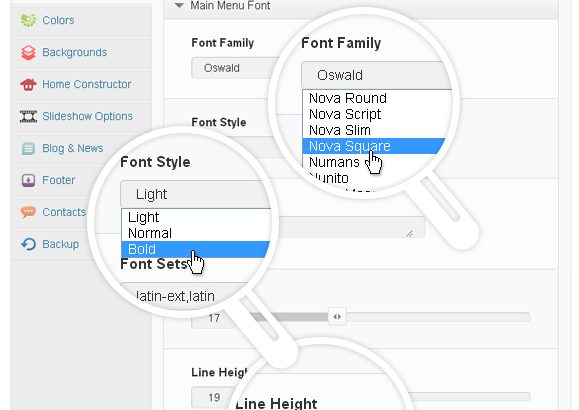 Colors
Backgrounds
Home Constructor
Slideshow Options
Blog & News
Footer
Contacts
Backup
Main Menu Font
Font Family
Oswald
Font Style
17
Line Heigh
19
Font Family
Oswald
Nova Round
Nova Script
Nova Slim
Nova Square
Numans
Nunito
Font Style
Light
Light
Normal
Bold
Font Sets
latin-ext,latin
Line Height